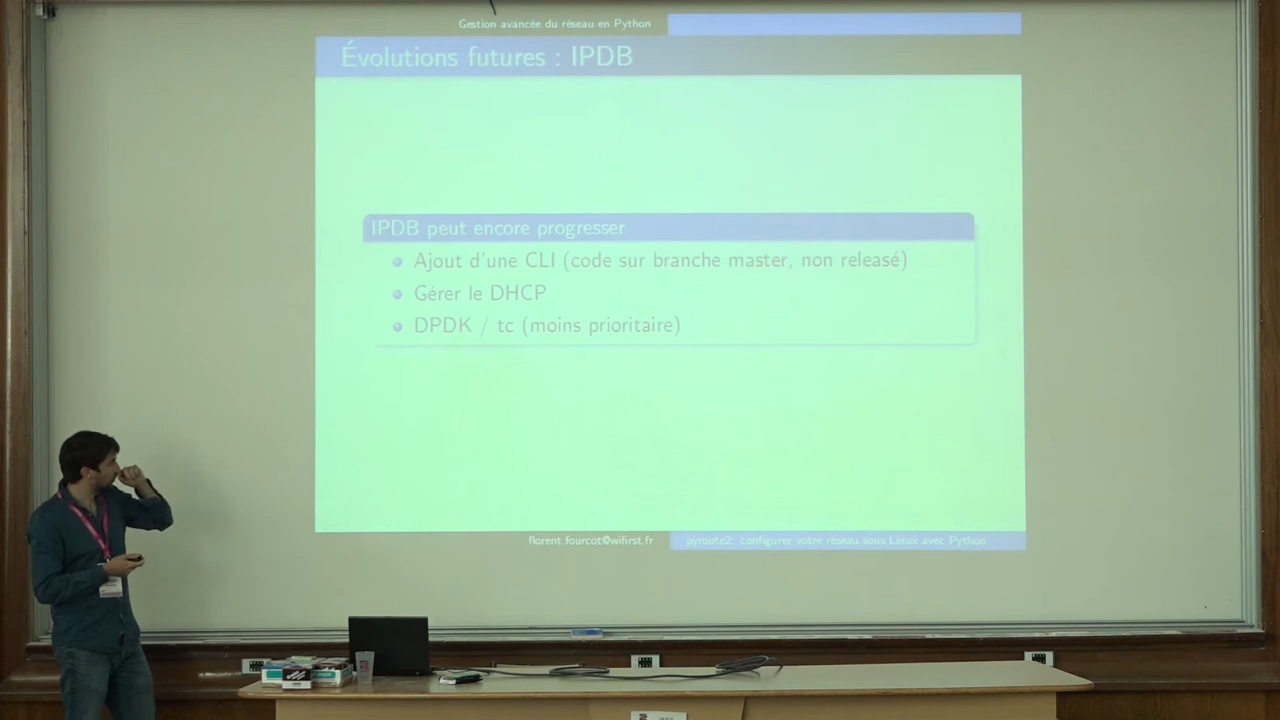 Gestion avancée du réseau en Python
Évolutions futures : IPDB
IPDB peut encore progresser
Ajout d'une CLI (code sur branche master, non releasé)
Gérer le DHCP
DPDK / tc (moins prioritaire)
florent.fourcot@wifirst.fr
pyroute2: configurer votre réseau sous Linux avec Python